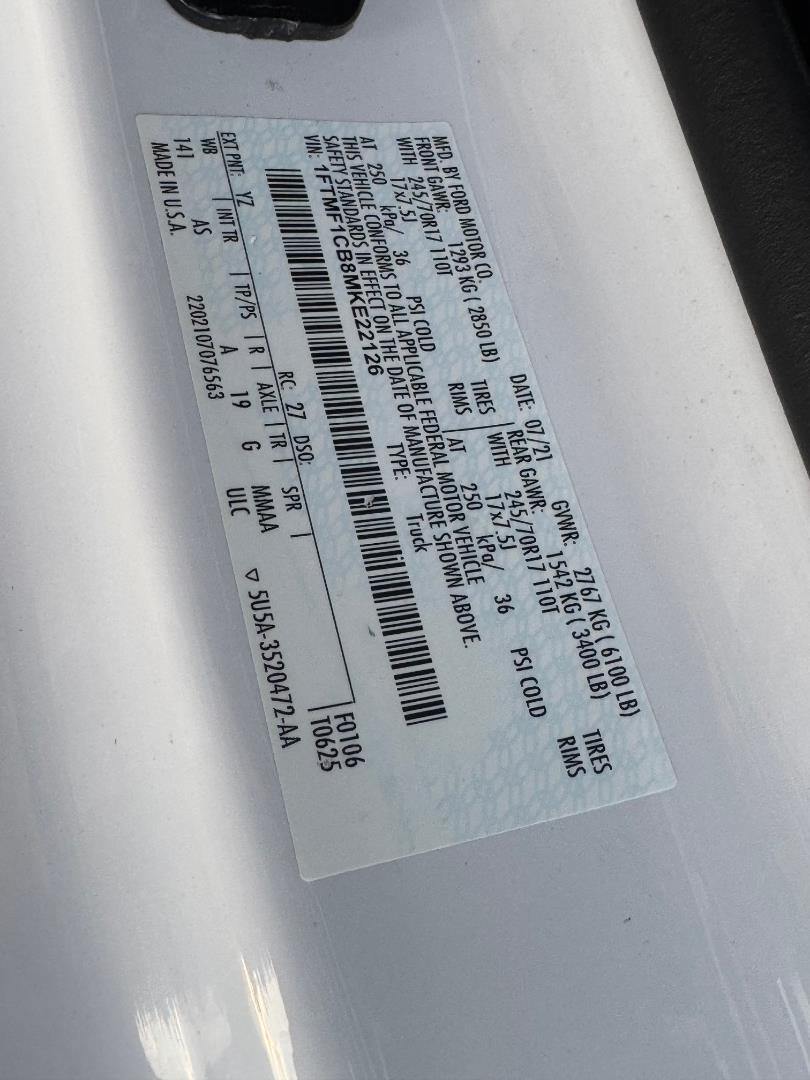 MFD. BY FORD MOTOR CO.
DATE: 07/21 GVWR: 2767 KG ( 6100 LB)
FRONT GAWR: 1293 KG ( 2850 LB) REAR GAWR: 1542 KG ( 3400 LB)
WITH 245/70R17 110T TIRES WITH 245/70R17 110T TIRES
17x7.5J RIMS 17x7.5J RIMS
AT 250 kPa/ 36 PSI COLD AT 250 kPa/ 36 PSI COLD
THIS VEHICLE CONFORMS TO ALL APPLICABLE FEDERAL MOTOR VEHICLE
SAFETY STANDARDS IN EFFECT ON THE DATE OF MANUFACTURE SHOWN ABOVE.
VIN: 1FTMF1CB8MKE22126 TYPE: Truck
F0106
T0625
EXT PNT: YZ RC: 27 DSO:
WB | INT TR | TP/PS | R | AXLE | TR | SPR |
141 AS A 19 G MMAA
ULC
MADE IN U.S.A. 2202107076563 ▽ 5U5A-3520472-AA